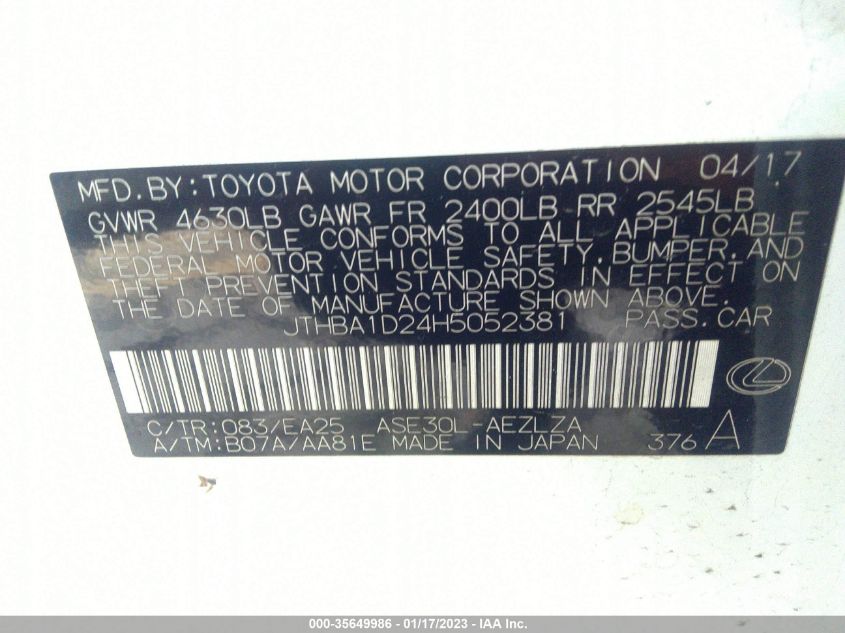 MFD. BY: TOYOTA MOTOR CORPORATION 04/17
GVWR 4630LB GAWR FR 2400LB RR 2545LB
THIS VEHICLE CONFORMS TO ALL APPLICABLE
FEDERAL MOTOR VEHICLE SAFETY, BUMPER, AND
THEFT PREVENTION STANDARDS IN EFFECT ON
THE DATE OF MANUFACTURE SHOWN ABOVE.
JTHBA1D24H5052381 PASS. CAR
C/TR: 083/EA25 ASE30L-AEZLZA
A/TM: B07A/AA81E MADE IN JAPAN 376 A
000-35649986 - 01/17/2023 - IAA Inc.